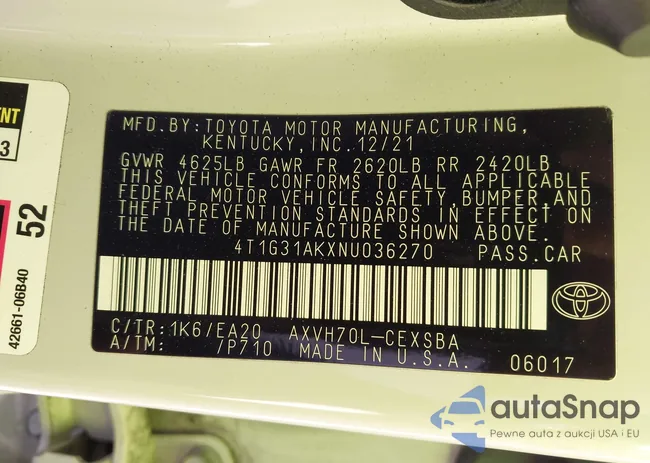 NT
3
52
42661-06B40
MFD.BY:TOYOTA MOTOR MANUFACTURING,
KENTUCKY,INC.12/21
GVWR 4625LB GAWR FR 2620LB RR 2420LB
THIS VEHICLE CONFORMS TO ALL APPLICABLE
FEDERAL MOTOR VEHICLE SAFETY,BUMPER,AND
THEFT PREVENTION STANDARDS IN EFFECT ON
THE DATE OF MANUFACTURE SHOWN ABOVE.
4T1G31AKXNU036270 PASS.CAR
C/TR:1K6/EA20 AXVH70L-CEXSBA
A/TM: /P710 MADE IN U.S.A. 06017
autaSnap
Pewne auta z aukcji USA i EU